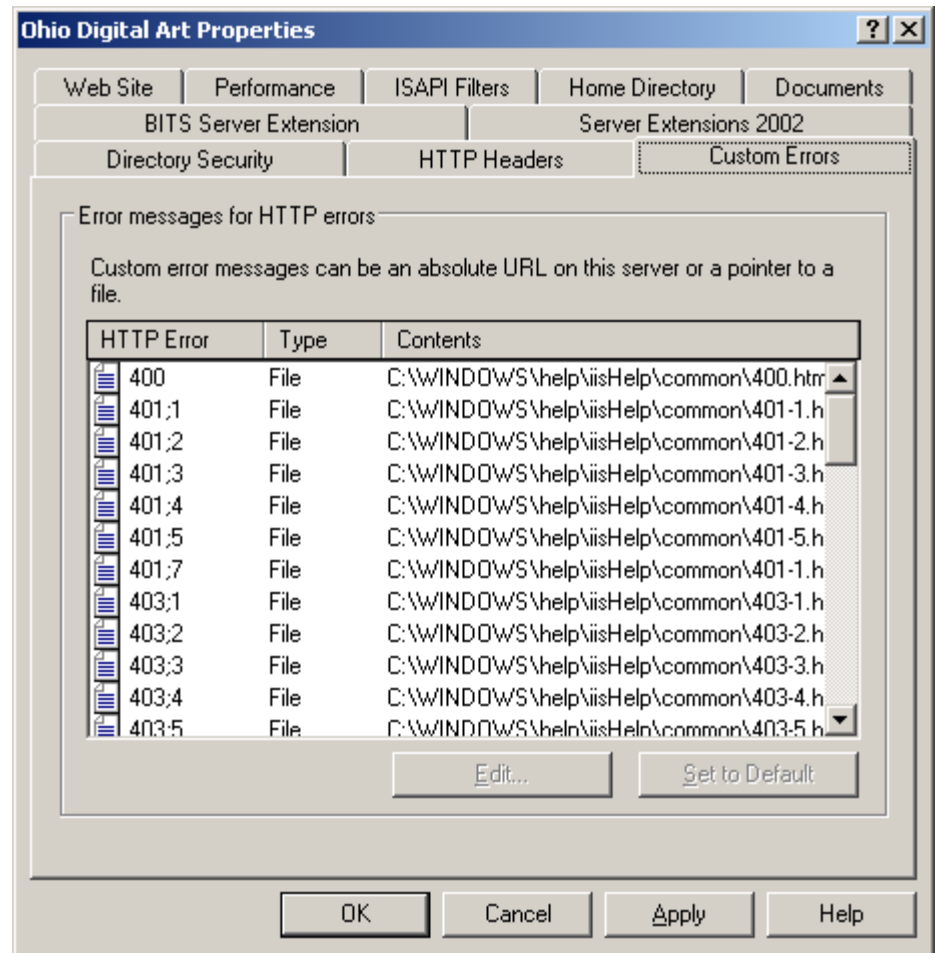 Ohio Digital Art Properties
Web Site Performance ISAPI Filters Home Directory Documents
BITS Server Extension Server Extensions 2002
Directory Security HTTP Headers Custom Errors
Error messages for HTTP errors
Custom error messages can be an absolute URL on this server or a pointer to a
file.
HTTP Error Type Contents
400 File C:\WINDOWS\help\iisHelp\common\400.htm
401;1 File C:\WINDOWS\help\iisHelp\common\401-1.h
401;2 File C:\WINDOWS\help\iisHelp\common\401-2.h
401;3 File C:\WINDOWS\help\iisHelp\common\401-3.h
401;4 File C:\WINDOWS\help\iisHelp\common\401-4.h
401;5 File C:\WINDOWS\help\iisHelp\common\401-5.h
401;7 File C:\WINDOWS\help\iisHelp\common\401-1.h
403;1 File C:\WINDOWS\help\iisHelp\common\403-1.h
403;2 File C:\WINDOWS\help\iisHelp\common\403-2.h
403;3 File C:\WINDOWS\help\iisHelp\common\403-3.h
403;4 File C:\WINDOWS\help\iisHelp\common\403-4.h
403;5 File C:\WINDOWS\help\iisHelp\common\403-5.h
Edit... Set to Default
OK Cancel Apply Help